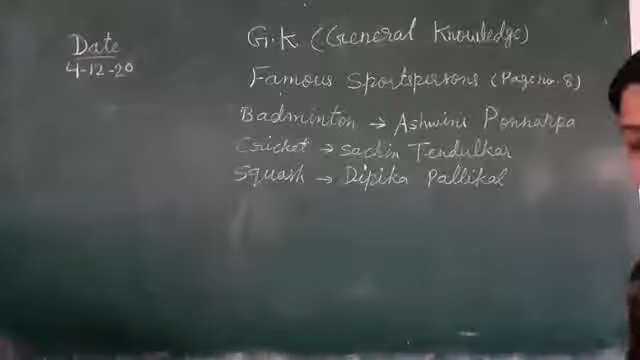 Date
4-12-20
G.K (General Knowledge)
Famous Sportspersons (Page no. 8)
Badminton → Ashwini Ponnarpa
Cricket → Sachin Tendulkar
Squash → Dipika Pallikal